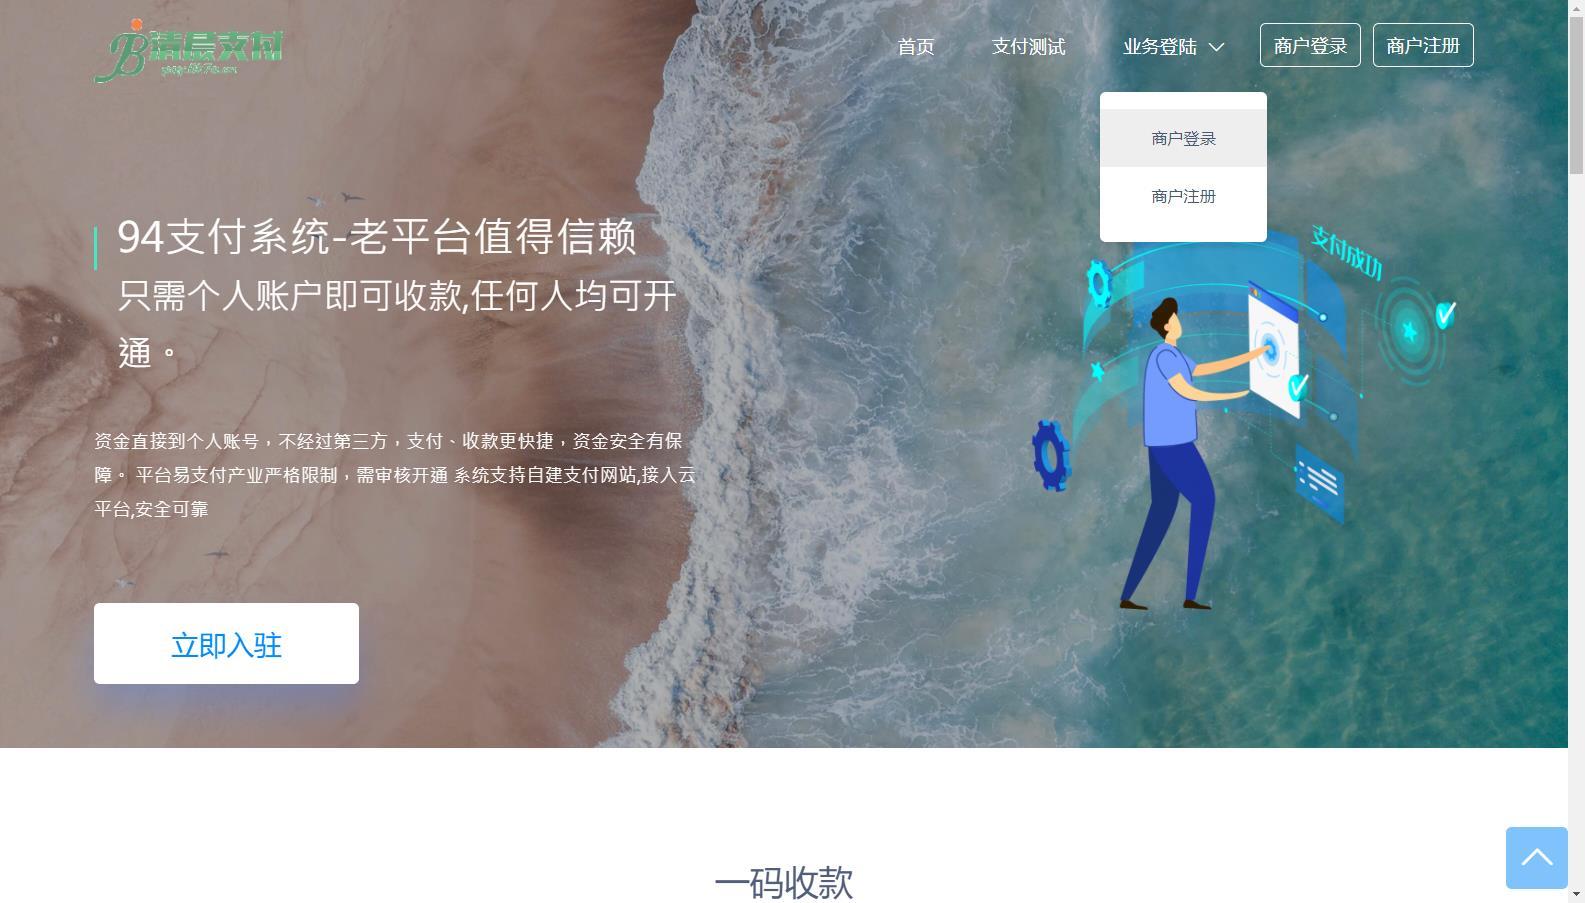 清晨支付
首页
支付测试
业务登陆
商户登录
商户注册
商户登录
商户注册
94支付系统-老平台值得信赖
只需个人账户即可收款,任何人均可开
通。
支付成功
资金直接到个人账号，不经过第三方，支付、收款更快捷，资金安全有保
障。 平台易支付产业严格限制，需审核开通 系统支持自建支付网站,接入云
平台,安全可靠
立即入驻
一码收款